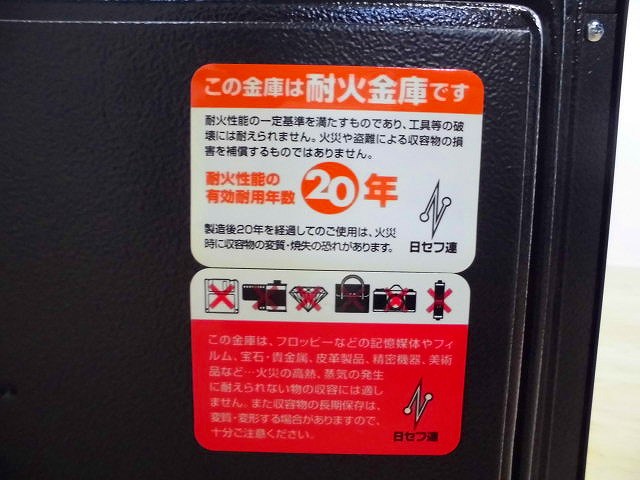 この金庫は耐火金庫です
耐火性能の一定基準を満たすものであり、工具等の破
壊には耐えられません。火災や盗難による収容物の損
害を補償するものではありません。
耐火性能の
有効耐用年数 20年
製造後20年を経過してのご使用は、火災
時に収容物の変質・焼失の恐れがあります。
日セフ連
この金庫は、フロッピーなどの記憶媒体やフィ
ルム、宝石・貴金属、皮革製品、精密機器、美術
品など…火災の高熱、蒸気の発生
に耐えられない物の収容には適し
ません。また収容物の長期保存は、
変質・変形する場合がありますので、
十分ご注意ください。
日セフ連